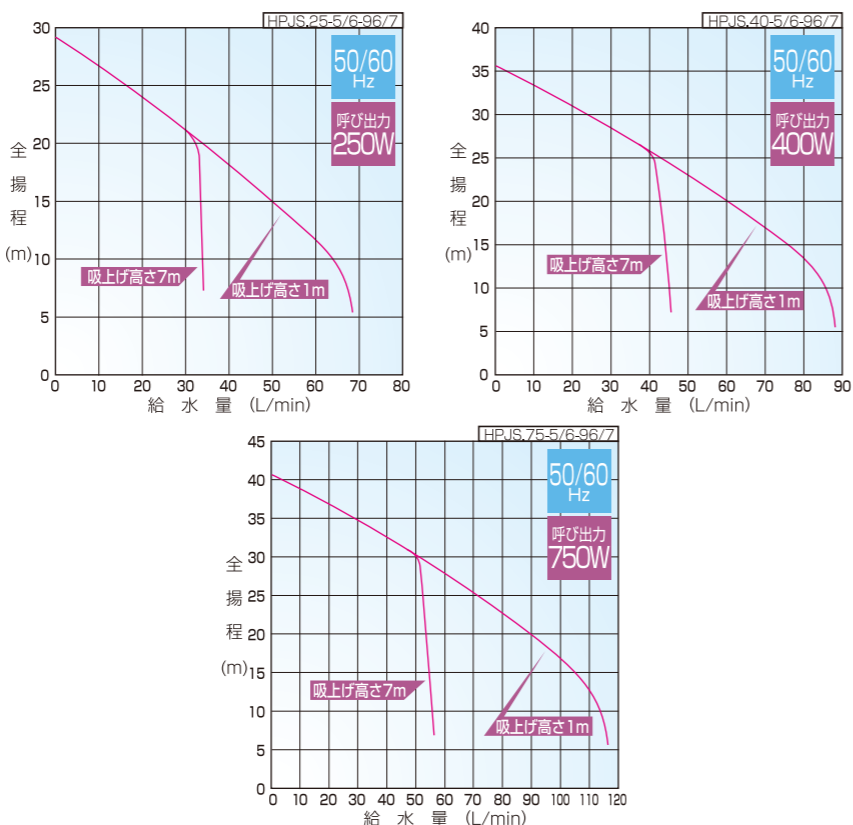 HPJS.25-5/6-96/7
50/60
Hz
呼び出力
250W
全揚程(m)
30
25
20
15
10
5
0
吸上げ高さ7m
吸上げ高さ1m
0 10 20 30 40 50 60 70 80
給水量 (L/min)
HPJS.40-5/6-96/7
50/60
Hz
呼び出力
400W
全揚程(m)
40
35
30
25
20
15
10
5
0
吸上げ高さ7m
吸上げ高さ1m
0 10 20 30 40 50 60 70 80 90
給水量 (L/min)
HPJS.75-5/6-96/7
50/60
Hz
呼び出力
750W
全揚程(m)
45
40
35
30
25
20
15
10
5
0
吸上げ高さ7m
吸上げ高さ1m
0 10 20 30 40 50 60 70 80 90 100 110 120
給水量 (L/min)